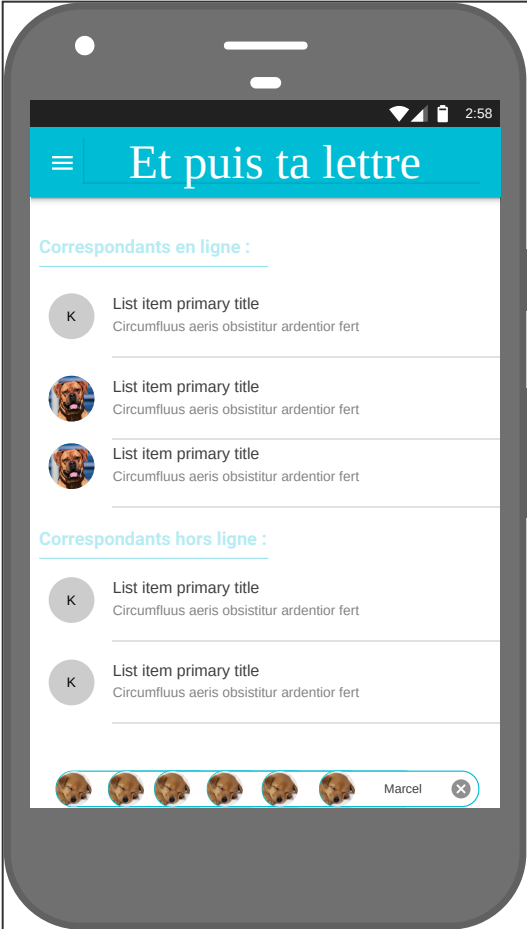 2:58
Et puis ta lettre
Correspondants en ligne :
K
List item primary title
Circumfluus aeris obsistitur ardentior fert
List item primary title
Circumfluus aeris obsistitur ardentior fert
List item primary title
Circumfluus aeris obsistitur ardentior fert
Correspondants hors ligne :
K
List item primary title
Circumfluus aeris obsistitur ardentior fert
K
List item primary title
Circumfluus aeris obsistitur ardentior fert
Marcel